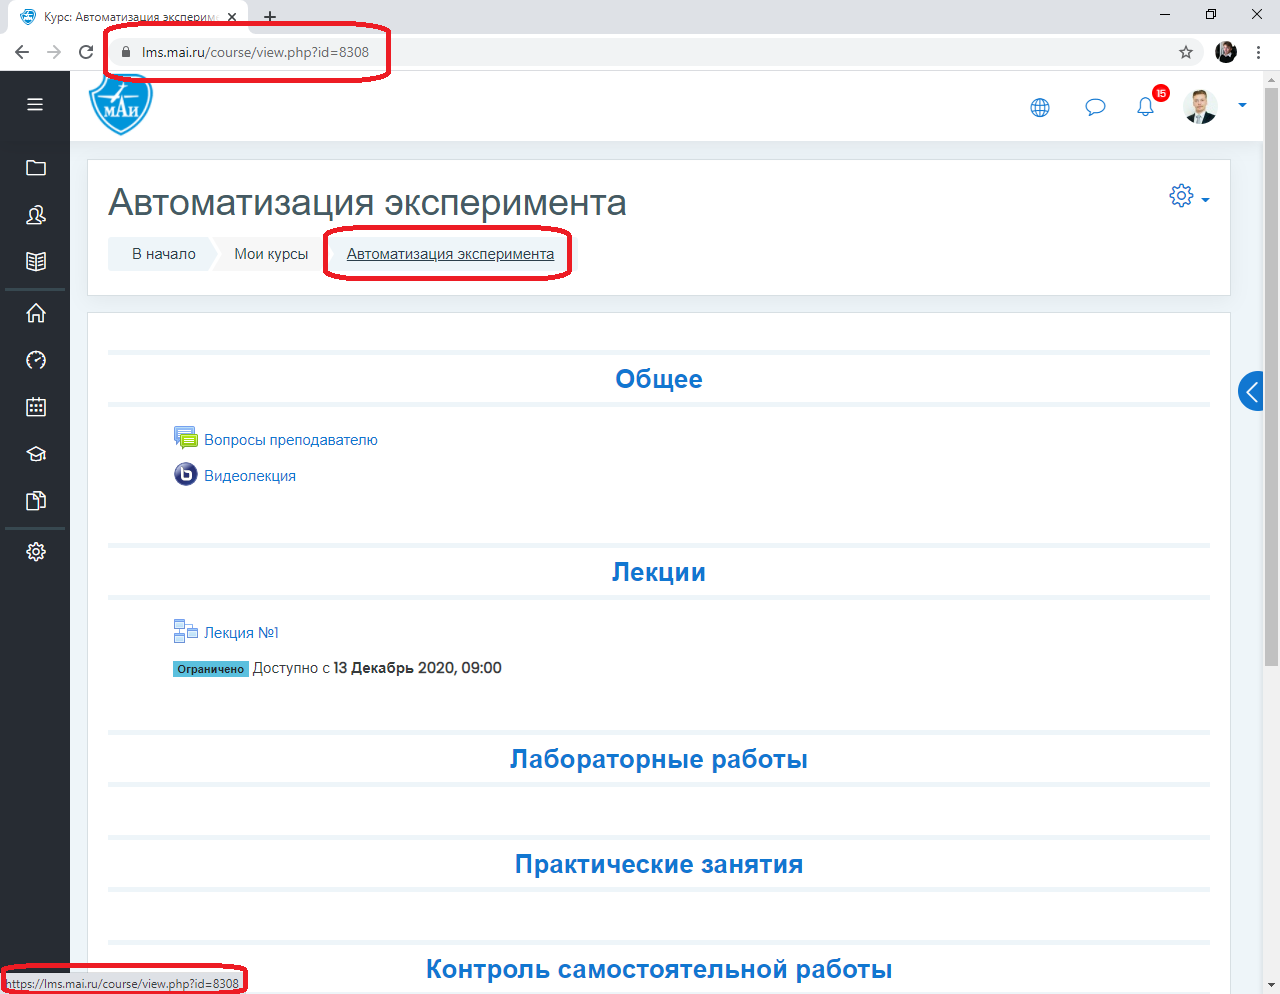 Курс: Автоматизация эксперим
lms.mai.ru/course/view.php?id=8308
МАИ
15
Автоматизация эксперимента
В начало Мои курсы Автоматизация эксперимента
Общее
Вопросы преподавателю
Видеолекция
Лекции
Лекция №1
Ограничено Доступно с 13 Декабрь 2020, 09:00
Лабораторные работы
Практические занятия
Контроль самостоятельной работы
https://lms.mai.ru/course/view.php?id=8308